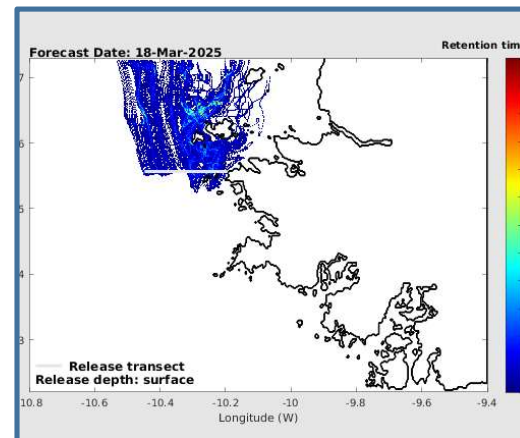 Forecast Date: 18-Mar-2025
Retention tim
7
6
5
4
3
Release transect
Release depth: surface
10.8 -10.6 -10.4 -10.2 -10 -9.8 -9.6 -9.4
Longitude (W)